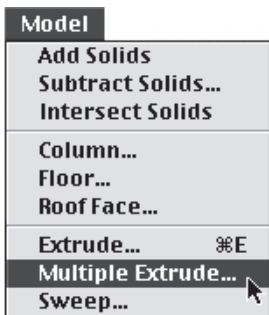 Model
Add Solids
Subtract Solids...
Intersect Solids
Column...
Floor...
Roof Face...
Extrude... ⌘E
Multiple Extrude...
Sweep...